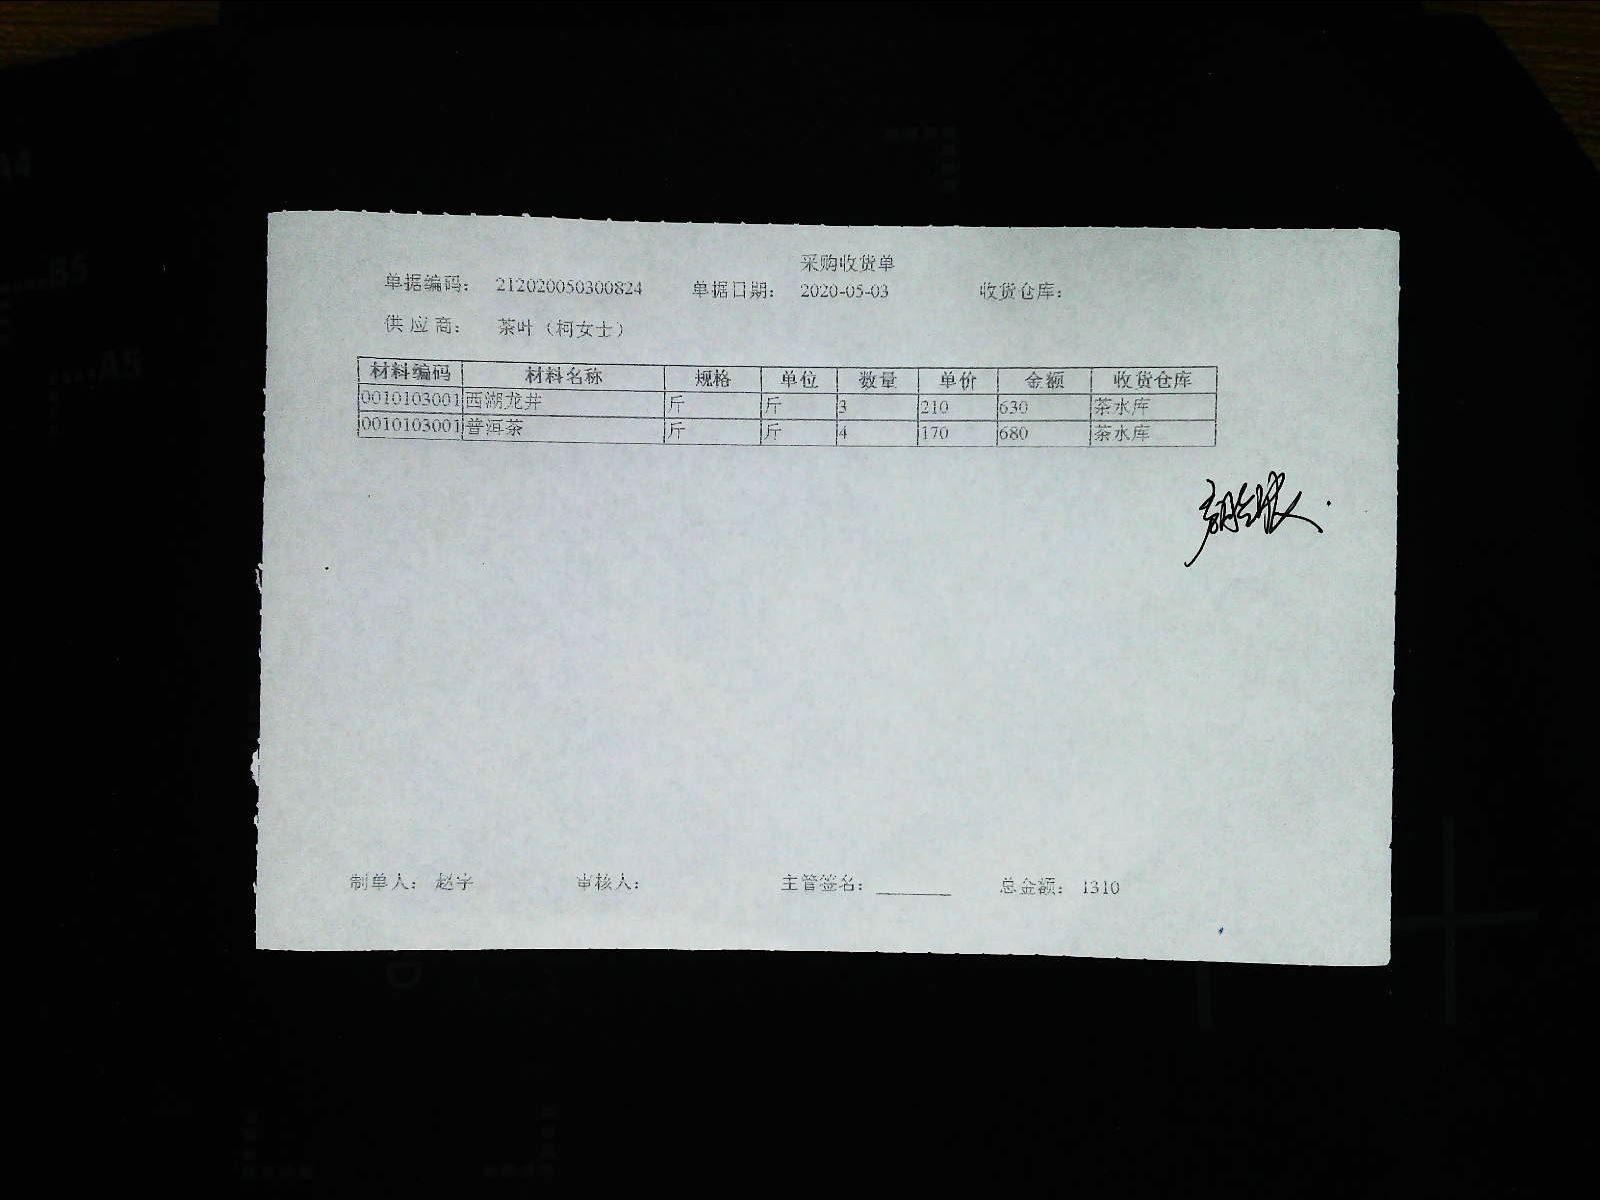 采购收货单
单据编码： 212020050300824 单据日期： 2020-05-03 收货仓库：
供应商： 茶叶（柯女士）
材料编码 材料名称 规格 单位 数量 单价 金额 收货仓库
0010103001 西湖龙井 斤 斤 3 210 630 茶水库
0010103001 普洱茶 斤 斤 4 170 680 茶水库
制单人： 赵宇 审核人： 主管签名： 总金额： 1310
A4
B5
A5